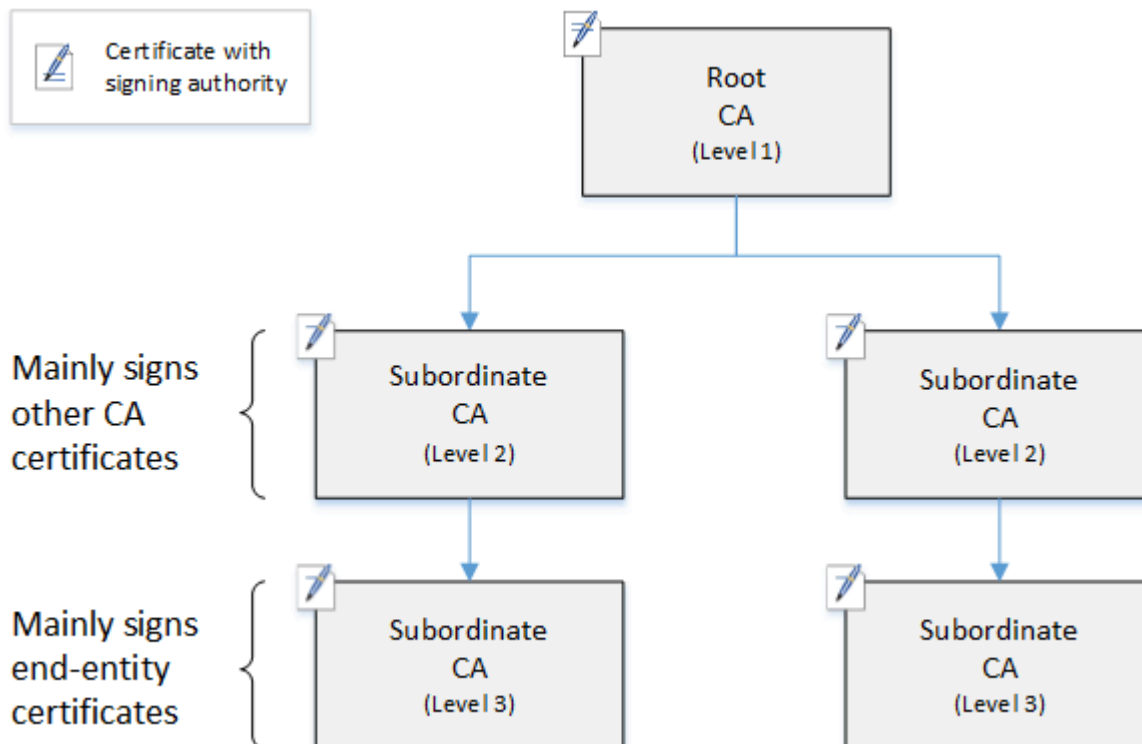 Certificate with
signing authority
Root
CA
(Level 1)
Mainly signs
other CA
certificates
Subordinate
CA
(Level 2)
Subordinate
CA
(Level 2)
Mainly signs
end-entity
certificates
Subordinate
CA
(Level 3)
Subordinate
CA
(Level 3)